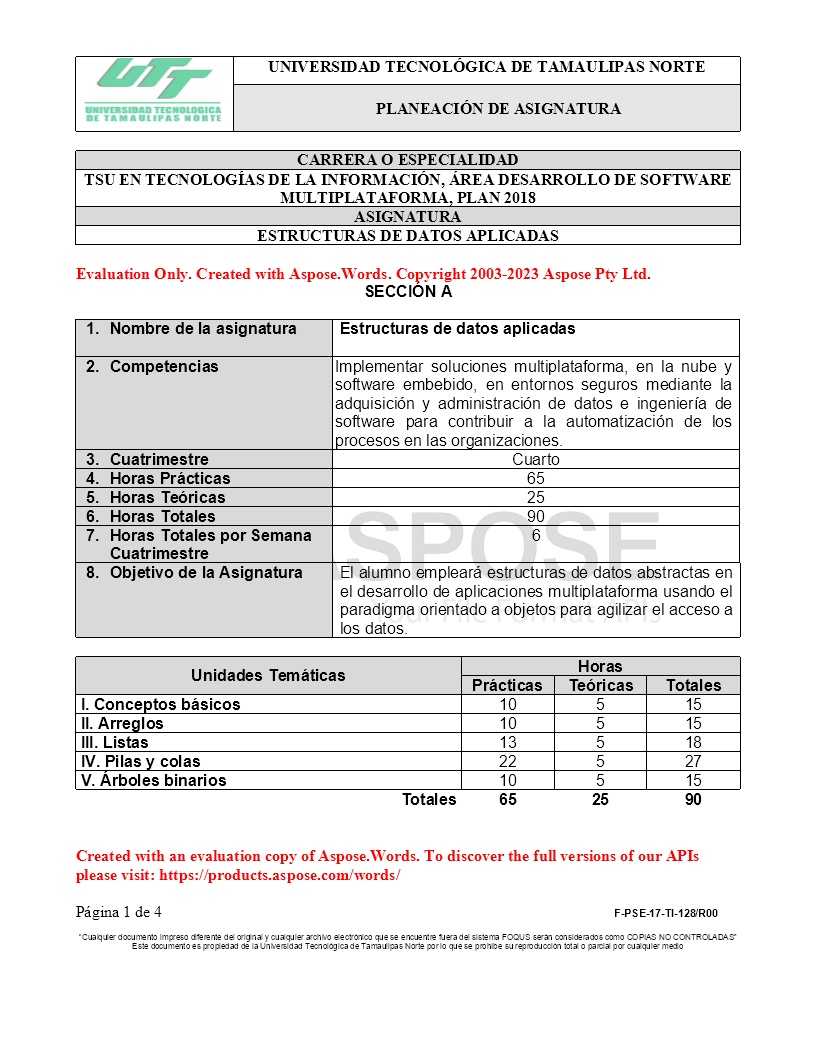 UTT
UNIVERSIDAD TECNOLOGICA
DE TAMAULIPAS NORTE
UNIVERSIDAD TECNOLÓGICA DE TAMAULIPAS NORTE
PLANEACIÓN DE ASIGNATURA
CARRERA O ESPECIALIDAD
TSU EN TECNOLOGÍAS DE LA INFORMACIÓN, ÁREA DESARROLLO DE SOFTWARE
MULTIPLATAFORMA, PLAN 2018
ASIGNATURA
ESTRUCTURAS DE DATOS APLICADAS
Evaluation Only. Created with Aspose.Words. Copyright 2003-2023 Aspose Pty Ltd.
SECCIÓN A
1. Nombre de la asignatura Estructuras de datos aplicadas
2. Competencias Implementar soluciones multiplataforma, en la nube y
software embebido, en entornos seguros mediante la
adquisición y administración de datos e ingeniería de
software para contribuir a la automatización de los
procesos en las organizaciones.
3. Cuatrimestre Cuarto
4. Horas Prácticas 65
5. Horas Teóricas 25
6. Horas Totales 90
7. Horas Totales por Semana 6
Cuatrimestre
ASPOSE
8. Objetivo de la Asignatura El alumno empleará estructuras de datos abstractas en
el desarrollo de aplicaciones multiplataforma usando el
paradigma orientado a objetos para agilizar el acceso a
los datos.
Your File Format APIs
Unidades Temáticas Horas
Prácticas Teóricas Totales
I. Conceptos básicos 10 5 15
II. Arreglos 10 5 15
III. Listas 13 5 18
IV. Pilas y colas 22 5 27
V. Árboles binarios 10 5 15
Totales 65 25 90
Created with an evaluation copy of Aspose.Words. To discover the full versions of our APIs
please visit: https://products.aspose.com/words/
Página 1 de 4 F-PSE-17-TI-128/R00
"Cualquier documento impreso diferente del original y cualquier archivo electrónico que se encuentre fuera del sistema FOQUS serán considerados como COPIAS NO CONTROLADAS"
Este documento es propiedad de la Universidad Tecnológica de Tamaulipas Norte por lo que se prohíbe su reproducción total o parcial por cualquier medio